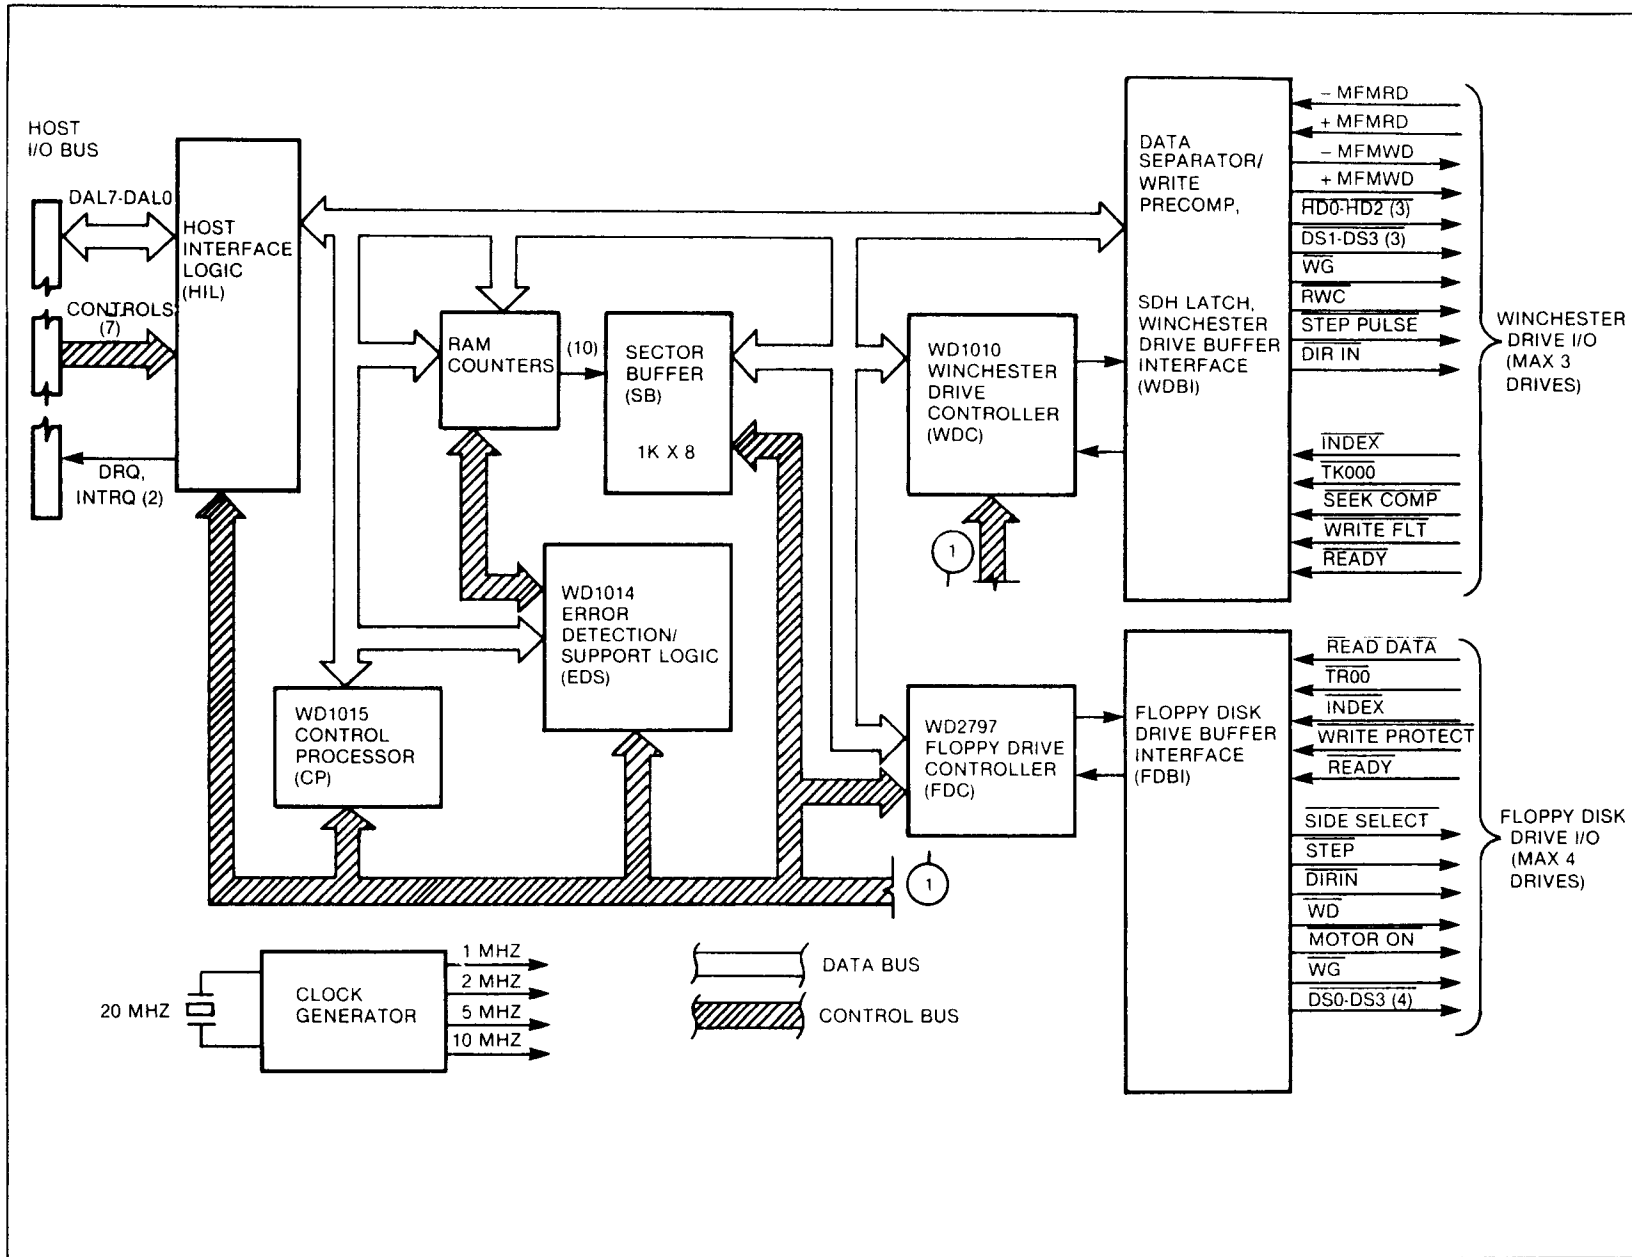 HOST
I/O BUS
DAL7-DAL0
CONTROLS
(7)
DRQ,
INTRQ (2)
HOST
INTERFACE
LOGIC
(HIL)
RAM
COUNTERS
(10)
SECTOR
BUFFER
(SB)
1K X 8
WD1010
WINCHESTER
DRIVE
CONTROLLER
(WDC)
1
DATA
SEPARATOR/
WRITE
PRECOMP,
SDH LATCH,
WINCHESTER
DRIVE BUFFER
INTERFACE
(WDBI)
- MFMRD
+ MFMRD
- MFMWD
+ MFMWD
HD0-HD2 (3)
DS1-DS3 (3)
WG
RWC
STEP PULSE
DIR IN
INDEX
TK000
SEEK COMP
WRITE FLT
READY
WINCHESTER
DRIVE I/O
(MAX 3
DRIVES)
WD1014
ERROR
DETECTION/
SUPPORT LOGIC
(EDS)
WD1015
CONTROL
PROCESSOR
(CP)
WD2797
FLOPPY DRIVE
CONTROLLER
(FDC)
1
FLOPPY DISK
DRIVE BUFFER
INTERFACE
(FDBI)
READ DATA
TR00
INDEX
WRITE PROTECT
READY
SIDE SELECT
STEP
DIRIN
WD
MOTOR ON
WG
DS0-DS3 (4)
FLOPPY DISK
DRIVE I/O
(MAX 4
DRIVES)
20 MHZ
CLOCK
GENERATOR
1 MHZ
2 MHZ
5 MHZ
10 MHZ
DATA BUS
CONTROL BUS